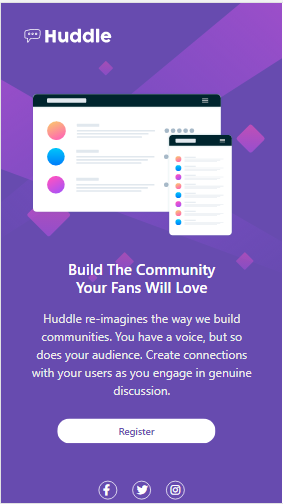 Huddle
Build The Community
Your Fans Will Love
Huddle re-imagines the way we build
communities. You have a voice, but so
does your audience. Create connections
with your users as you engage in genuine
discussion.
Register